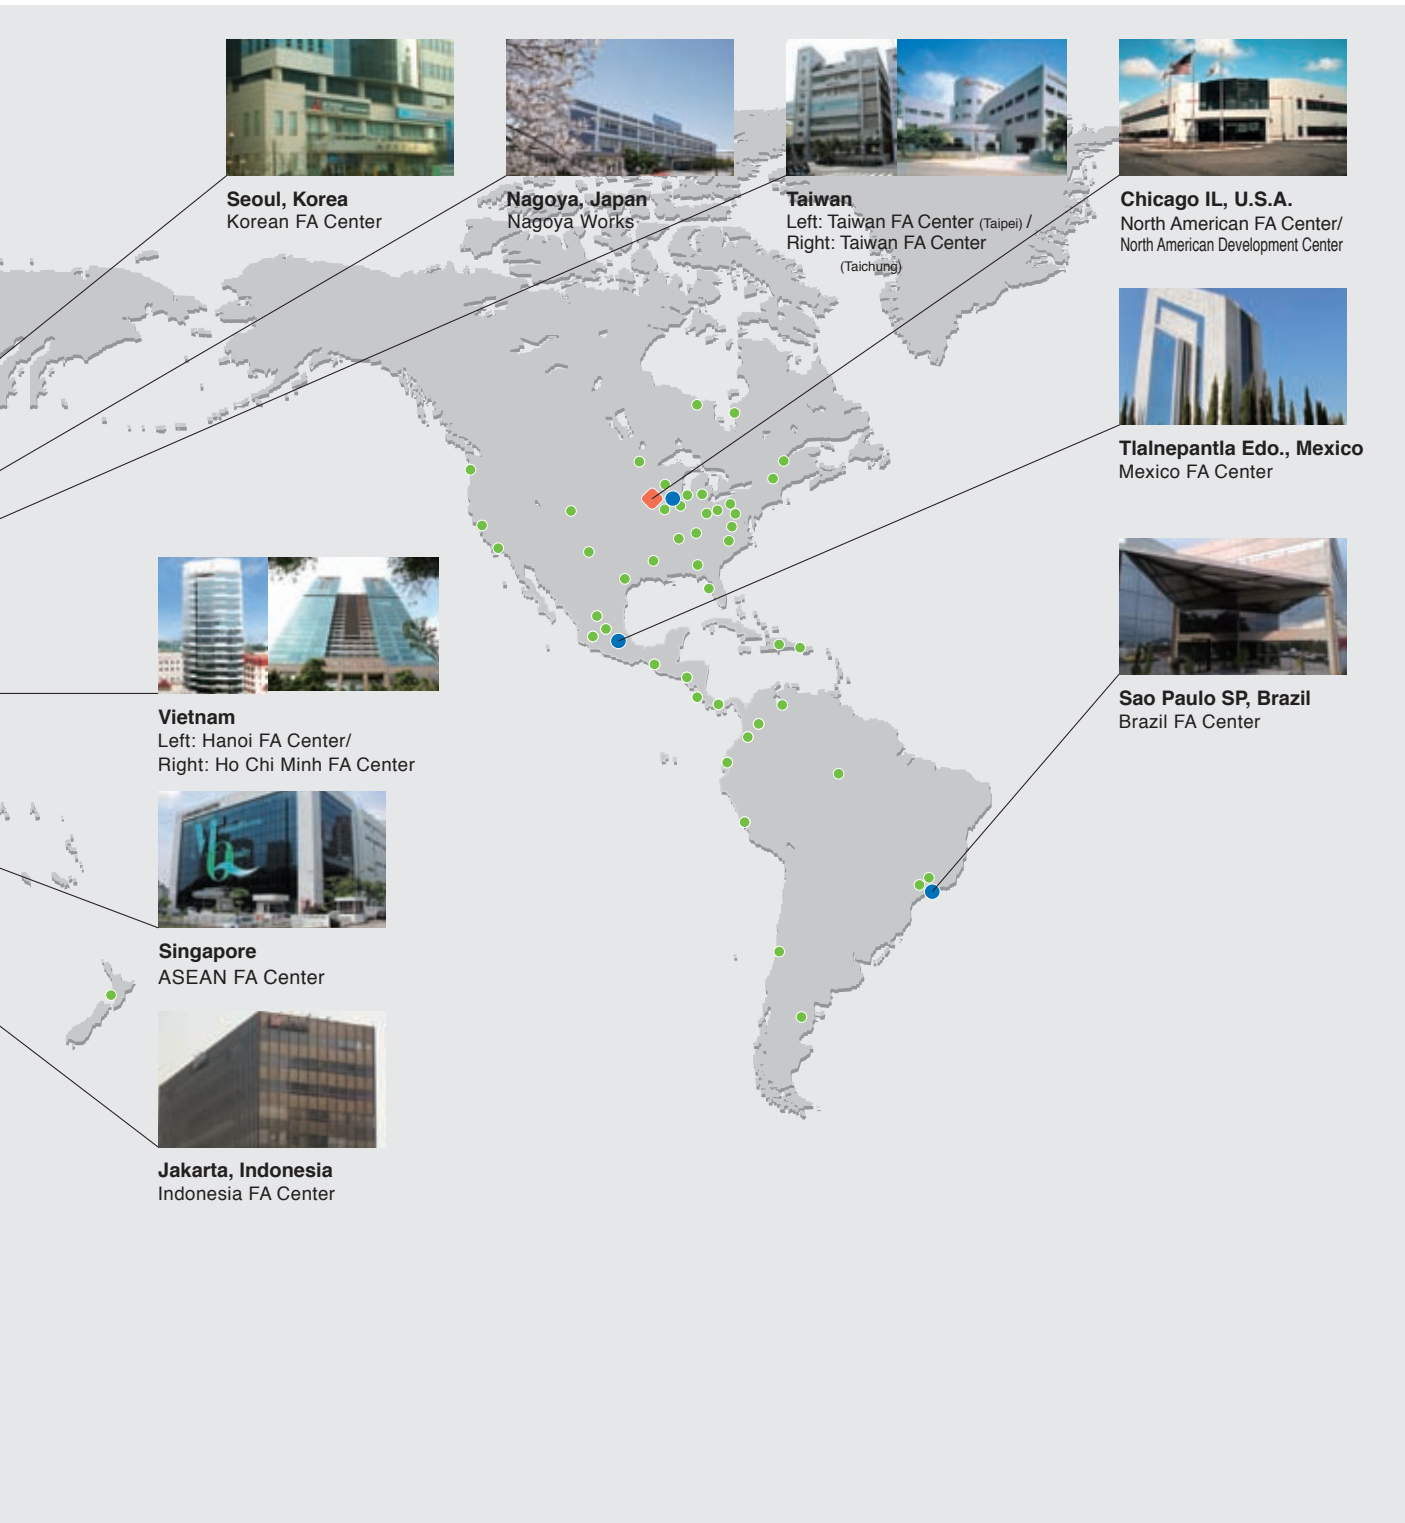 Seoul, Korea
Korean FA Center
Nagoya, Japan
Nagoya Works
Taiwan
Left: Taiwan FA Center (Taipei) /
Right: Taiwan FA Center
(Taichung)
Chicago IL, U.S.A.
North American FA Center/
North American Development Center
Tlalnepantla Edo., Mexico
Mexico FA Center
Sao Paulo SP, Brazil
Brazil FA Center
Vietnam
Left: Hanoi FA Center/
Right: Ho Chi Minh FA Center
Singapore
ASEAN FA Center
Jakarta, Indonesia
Indonesia FA Center